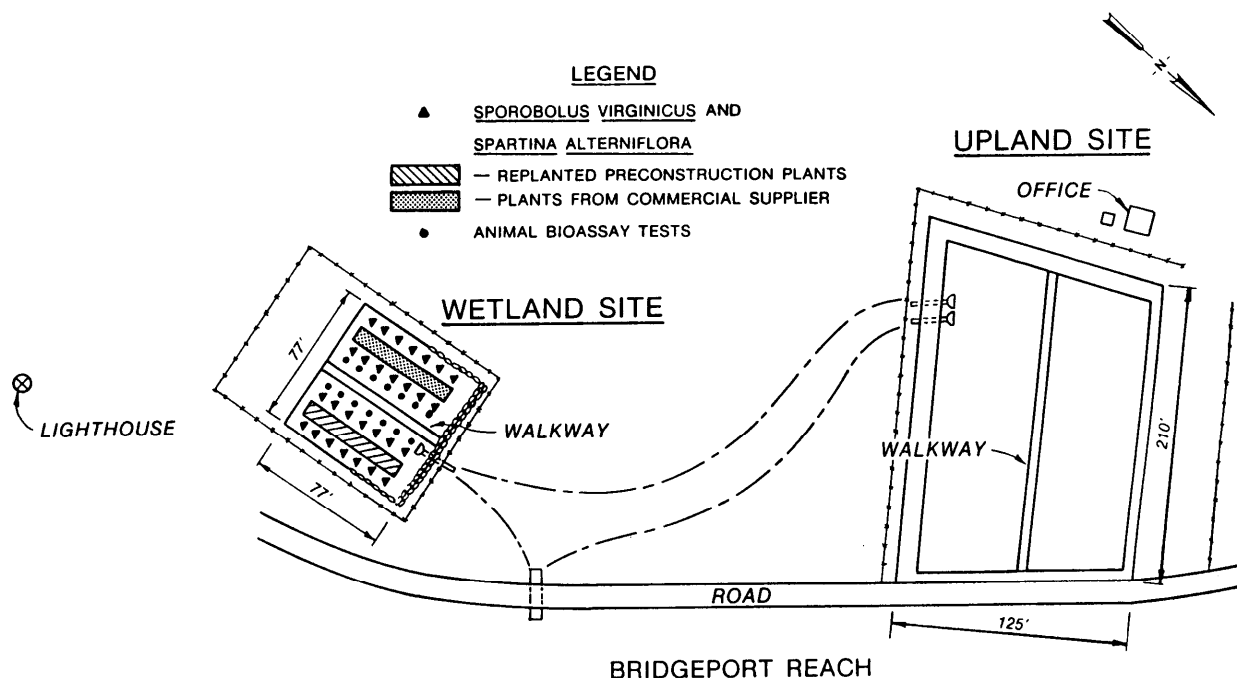 -N-
LEGEND
▲ SPOROBOLUS VIRGINICUS AND
SPARTINA ALTERNIFLORA
— REPLANTED PRECONSTRUCTION PLANTS
— PLANTS FROM COMMERCIAL SUPPLIER
● ANIMAL BIOASSAY TESTS
UPLAND SITE
OFFICE
WETLAND SITE
77'
LIGHTHOUSE
WALKWAY
WALKWAY
210'
77'
ROAD
125'
BRIDGEPORT REACH